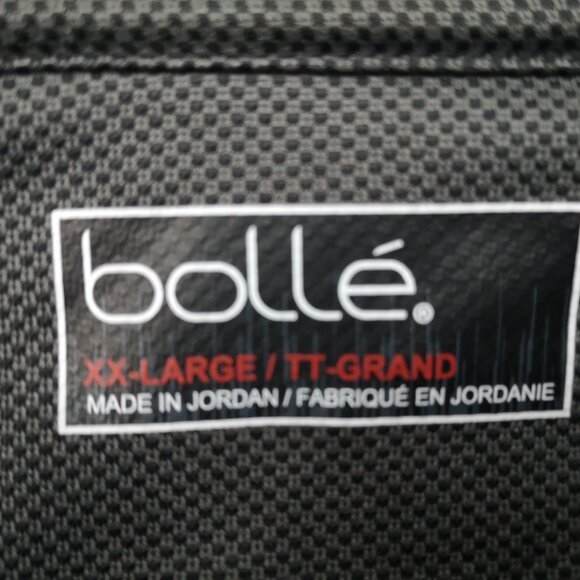 bollé®
XX-LARGE / TT-GRAND
MADE IN JORDAN / FABRIQUÉ EN JORDANIE